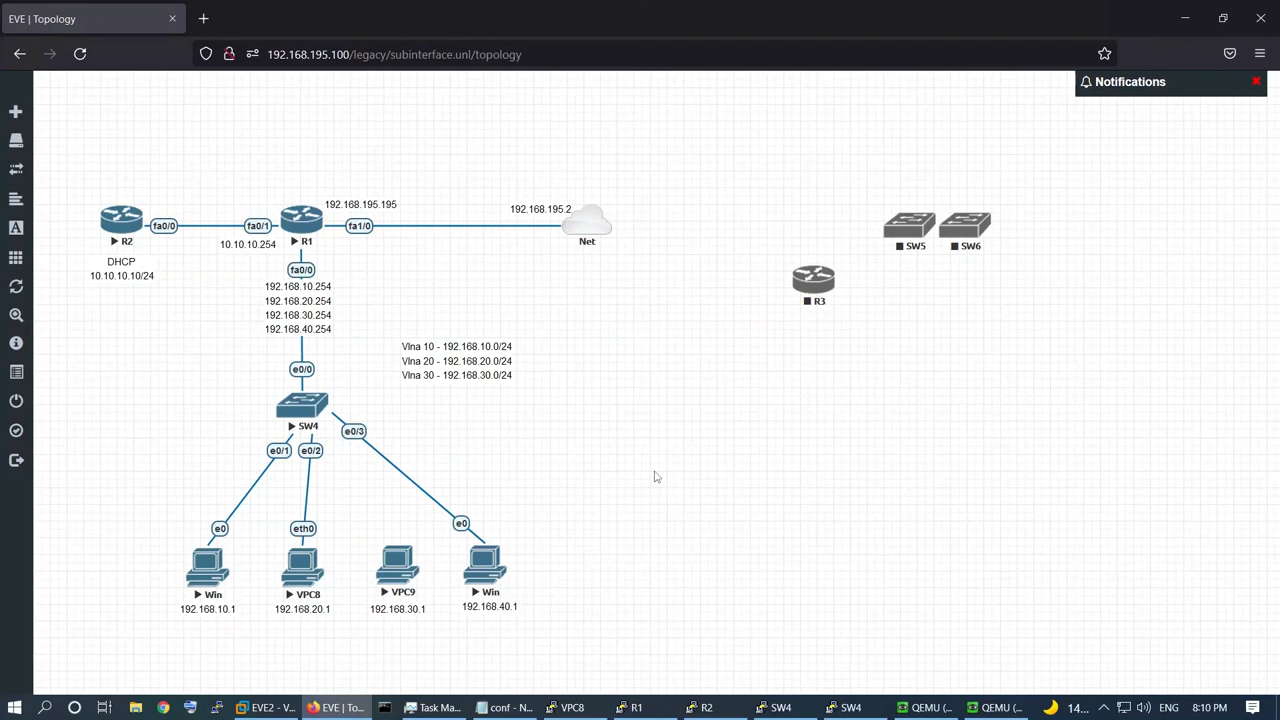 EVE | Topology
192.168.195.100/legacy/subinterface.unl/topology
Notifications
192.168.195.195
192.168.195.2
fa0/0
fa0/1
fa1/0
R2
R1
Net
10.10.10.254
SW5
SW6
DHCP
10.10.10.10/24
fa0/0
192.168.10.254
192.168.20.254
192.168.30.254
192.168.40.254
R3
Vlna 10 - 192.168.10.0/24
Vlna 20 - 192.168.20.0/24
Vlna 30 - 192.168.30.0/24
e0/0
SW4
e0/3
e0/1
e0/2
e0
eth0
e0
Win
VPC8
VPC9
Win
192.168.10.1
192.168.20.1
192.168.30.1
192.168.40.1
EVE2 - V...
EVE | To...
Task Ma...
conf - N...
VPC8
R1
R2
SW4
SW4
QEMU (...
QEMU (...
14...
ENG
8:10 PM